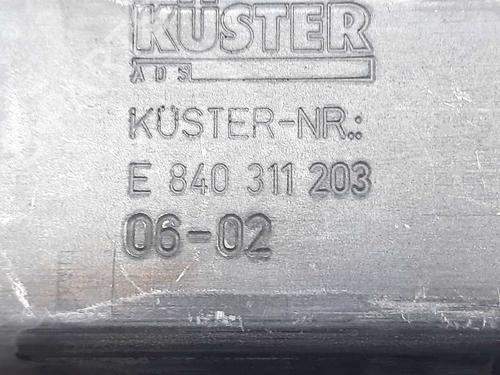 KÜSTER
ADS
KÜSTER-NR.:
E 840 311 203
06-02